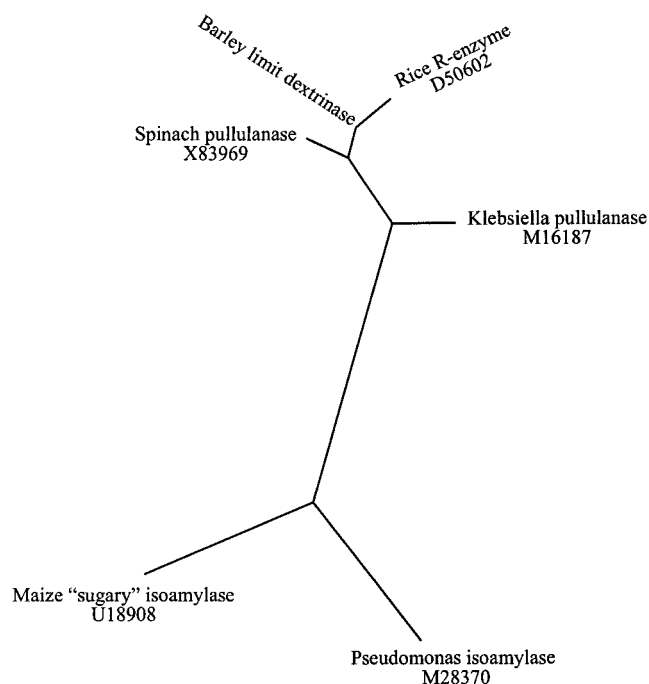 Barley limit dextrinase
Rice R-enzyme
D50602
Spinach pullulanase
X83969
Klebsiella pullulanase
M16187
Maize “sugary” isoamylase
U18908
Pseudomonas isoamylase
M28370